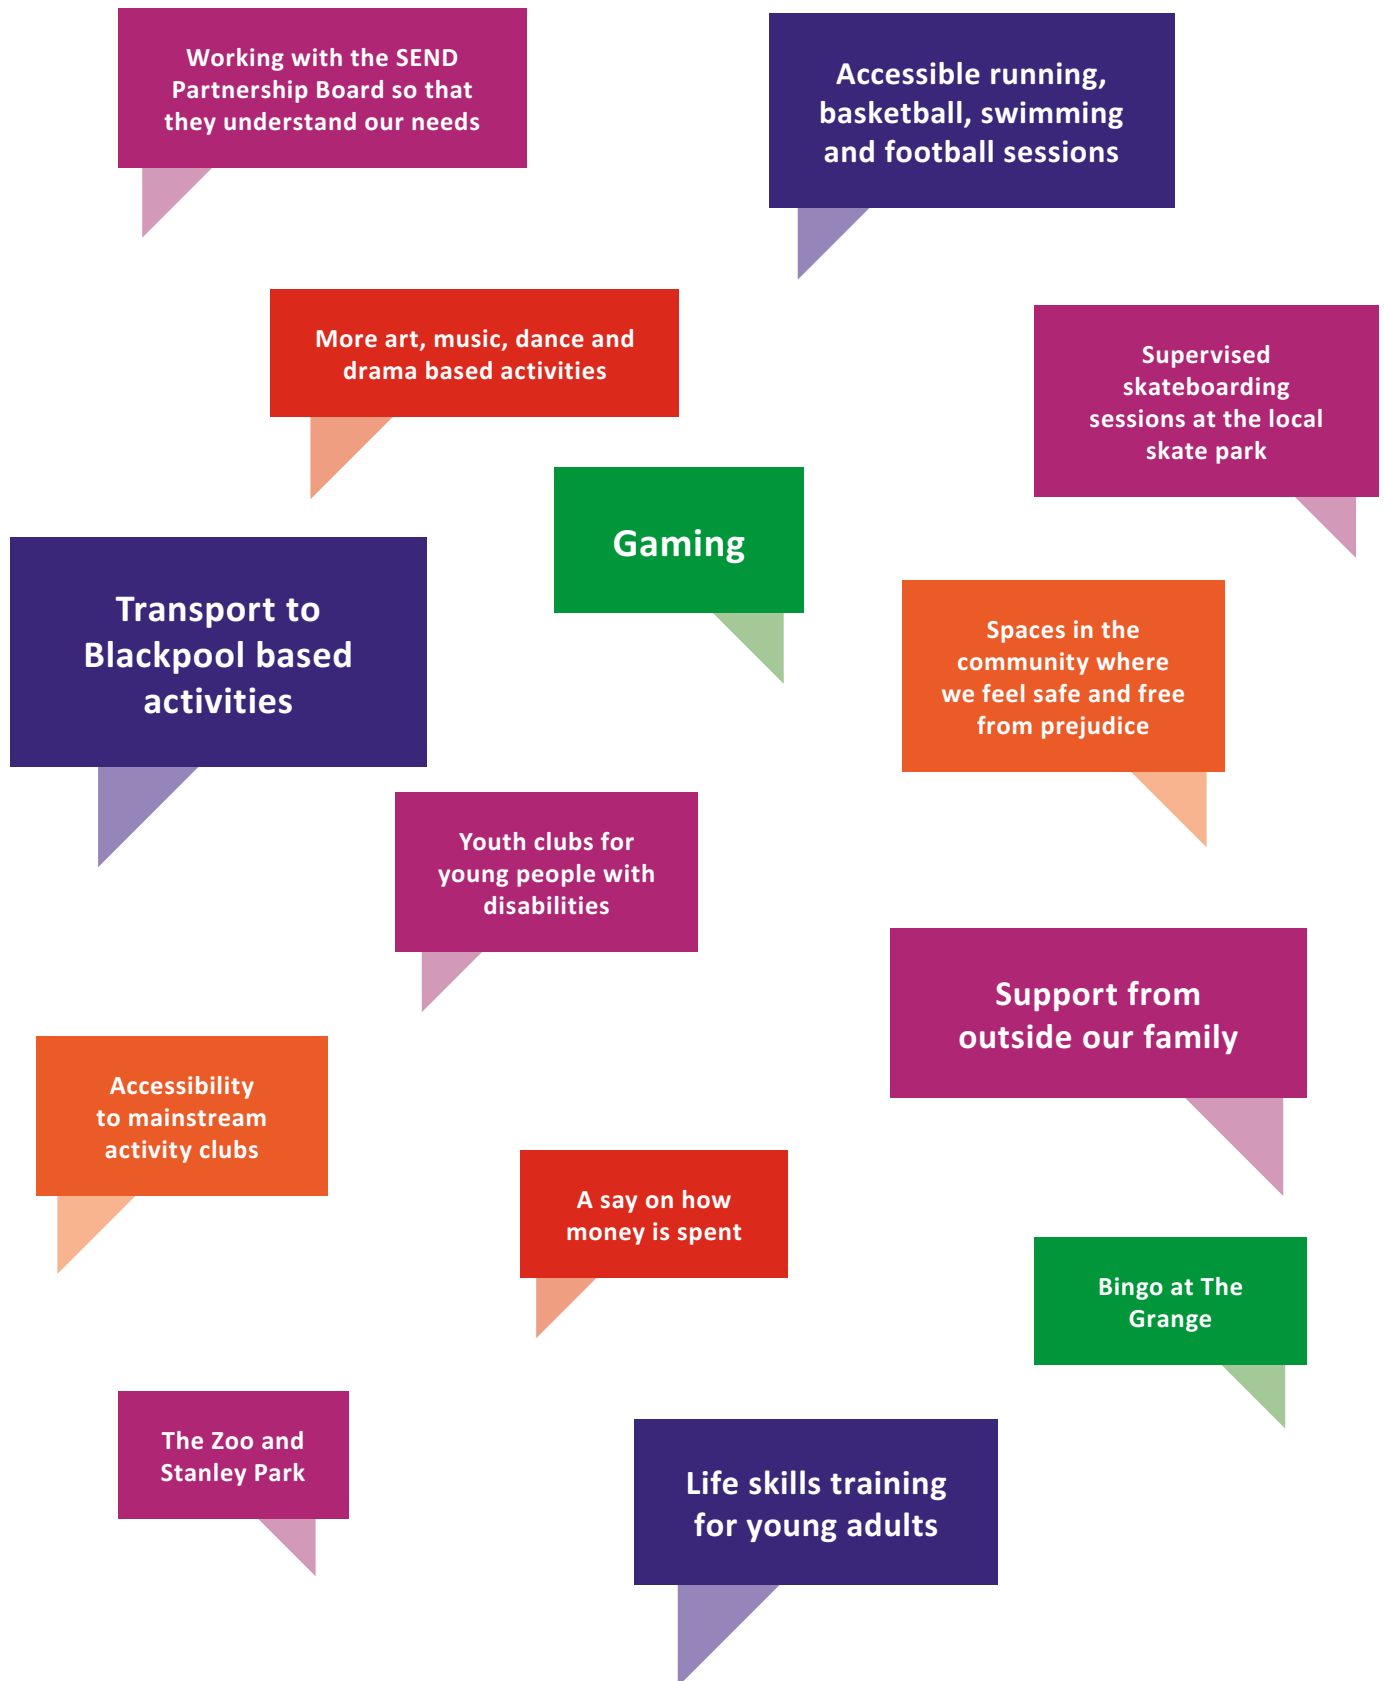 Working with the SEND
Partnership Board so that
they understand our needs
Accessible running,
basketball, swimming
and football sessions
More art, music, dance and
drama based activities
Supervised
skateboarding
sessions at the local
skate park
Gaming
Transport to
Blackpool based
activities
Spaces in the
community where
we feel safe and free
from prejudice
Youth clubs for
young people with
disabilities
Support from
outside our family
Accessibility
to mainstream
activity clubs
A say on how
money is spent
Bingo at The
Grange
The Zoo and
Stanley Park
Life skills training
for young adults